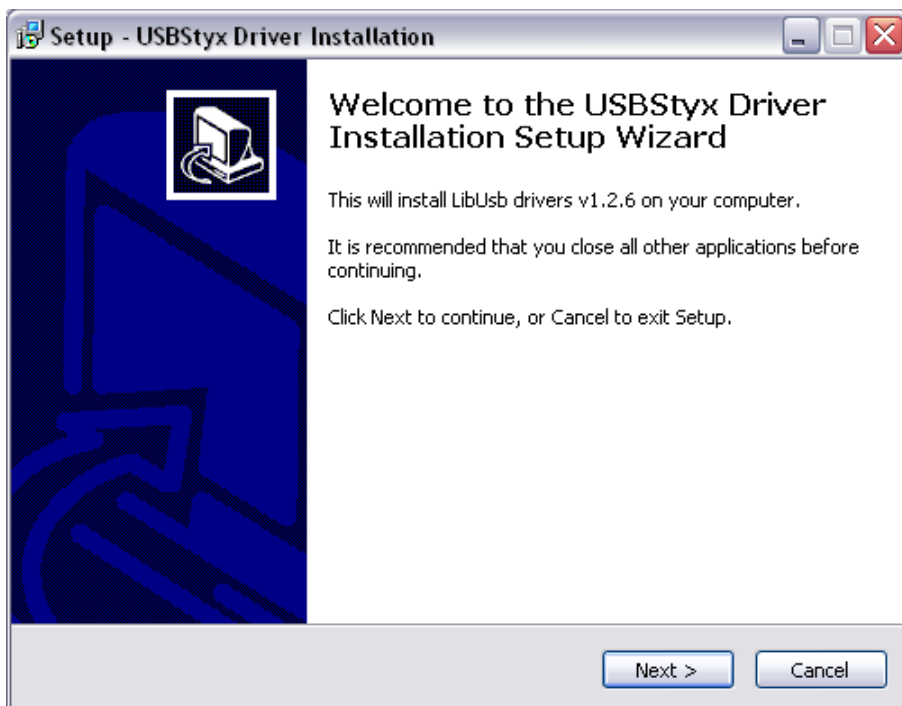 Setup - USBStyx Driver Installation
Welcome to the USBStyx Driver
Installation Setup Wizard
This will install LibUsb drivers v1.2.6 on your computer.
It is recommended that you close all other applications before
continuing.
Click Next to continue, or Cancel to exit Setup.
Next >
Cancel